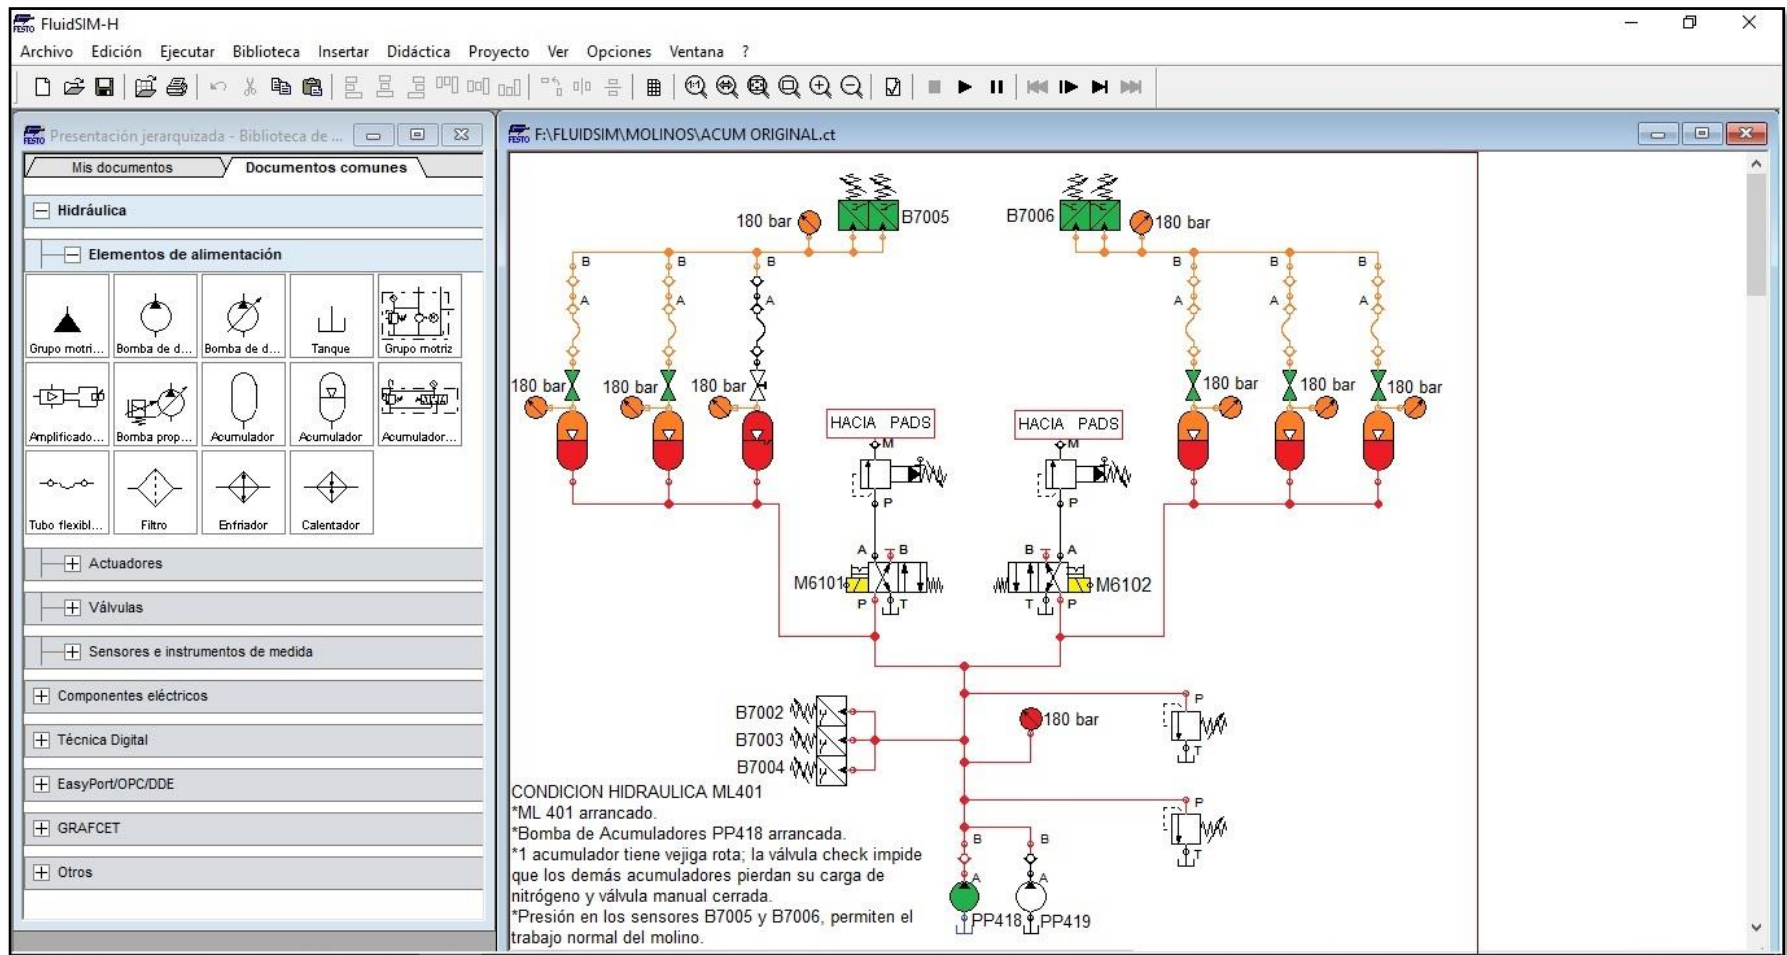 FESTO FluidSIM-H
Archivo Edición Ejecutar Biblioteca Insertar Didáctica Proyecto Ver Opciones Ventana ?
FESTO Presentación jerarquizada - Biblioteca de ...
Mis documentos Documentos comunes
Hidráulica
Elementos de alimentación
Grupo motri... Bomba de d... Bomba de d... Tanque Grupo motriz
Amplificado... Bomba prop... Acumulador Acumulador Acumulador...
Tubo flexibl... Filtro Enfriador Calentador
Actuadores
Válvulas
Sensores e instrumentos de medida
Componentes eléctricos
Técnica Digital
EasyPort/OPC/DDE
GRAFCET
Otros
FESTO F:\FLUIDSIM\MOLINOS\ACUM ORIGINAL.ct
180 bar B7005 B7006 180 bar
B B B B B B
A A A A A A
180 bar 180 bar 180 bar 180 bar 180 bar 180 bar
HACIA PADS HACIA PADS
M M
P P
A B B A
M6101 M6102
P T T P
B7002
B7003
B7004
180 bar
P
T
P
T
B B
A A
PP418 PP419
CONDICION HIDRAULICA ML401
*ML 401 arrancado.
*Bomba de Acumuladores PP418 arrancada.
*1 acumulador tiene vejiga rota; la válvula check impide
que los demás acumuladores pierdan su carga de
nitrógeno y válvula manual cerrada.
*Presión en los sensores B7005 y B7006, permiten el
trabajo normal del molino.